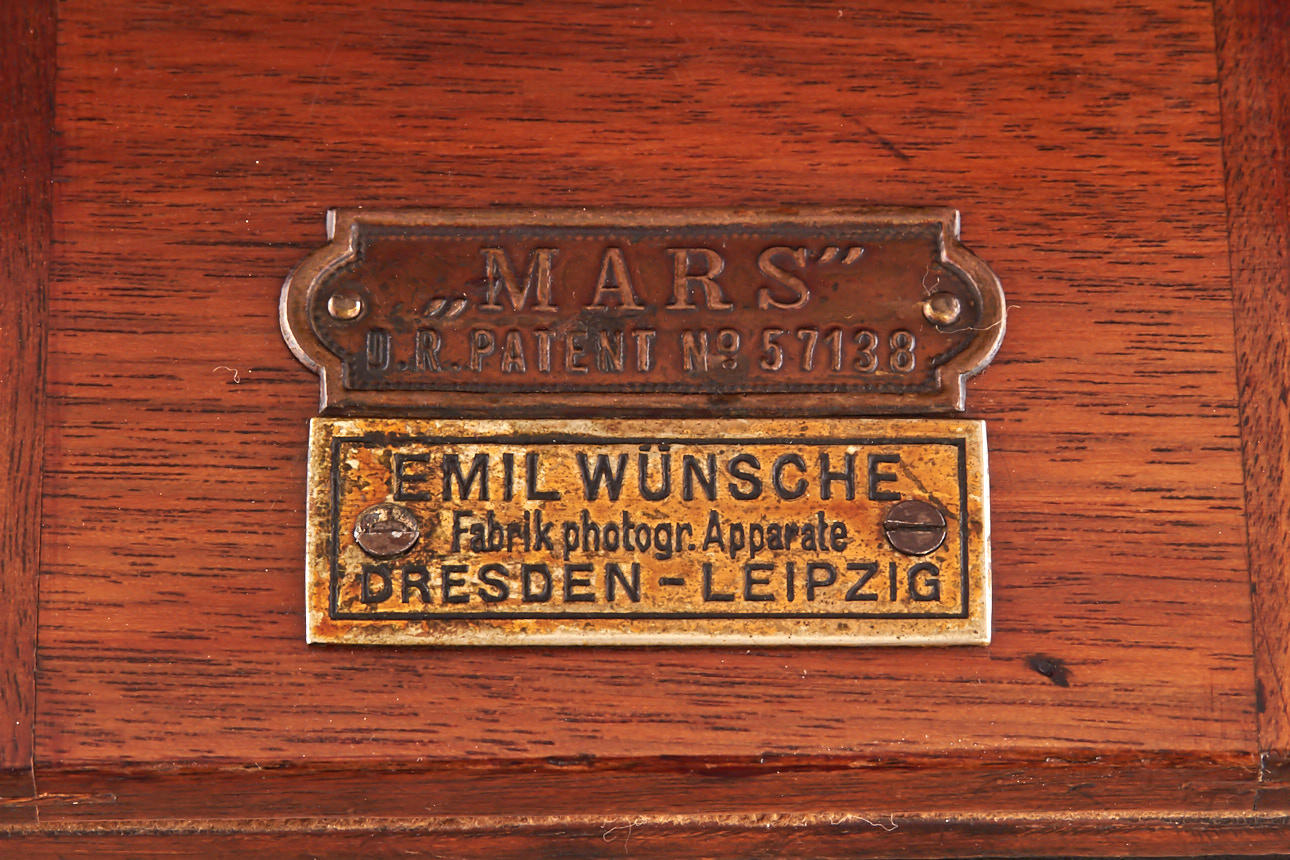 „MARS”
D.R. PATENT Nº 57138
EMIL WÜNSCHE
Fabrik photogr. Apparate
DRESDEN - LEIPZIG